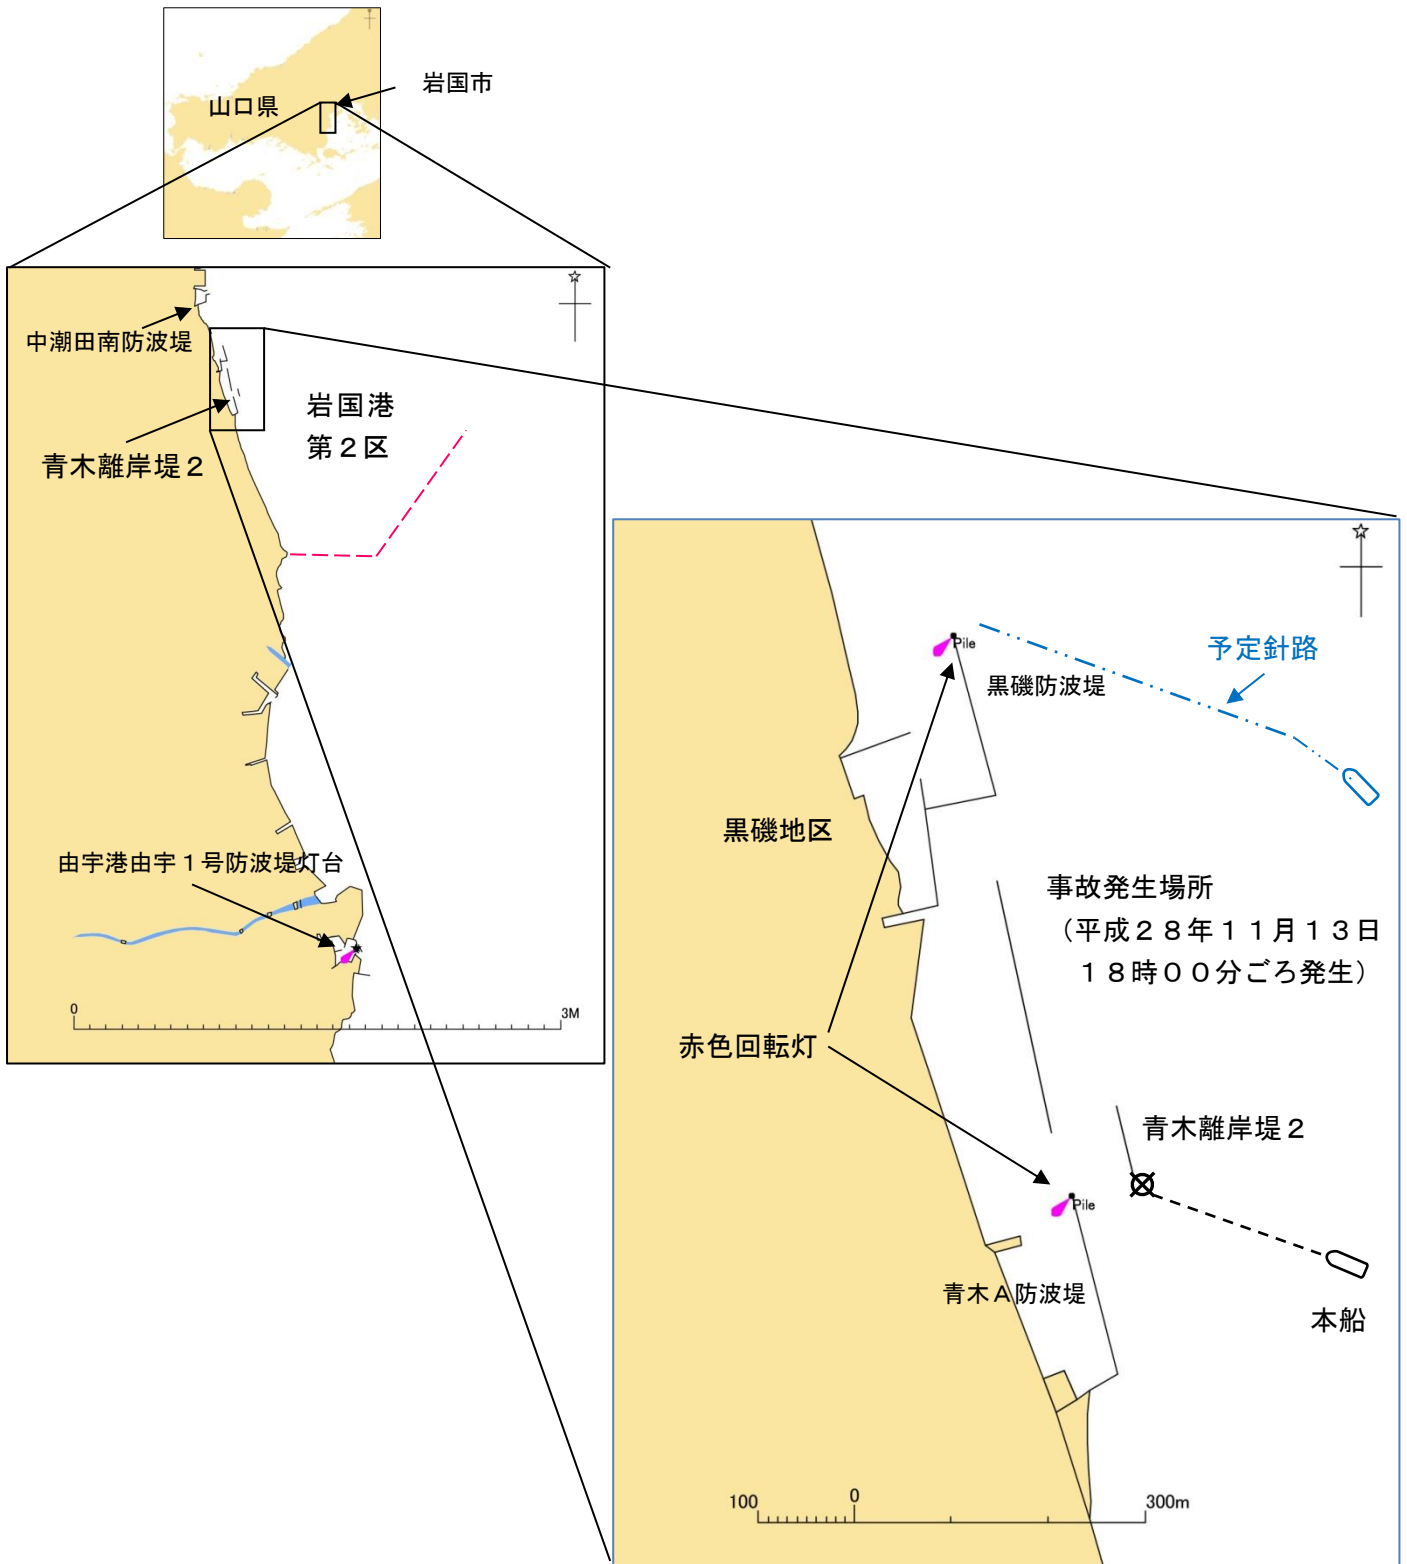 岩国市
山口県
中潮田南防波堤
岩国港
第２区
青木離岸堤２
由宇港由宇１号防波堤灯台
0
3M
予定針路
Pile
黒磯防波堤
黒磯地区
事故発生場所
（平成２８年１１月１３日
１８時００分ごろ発生）
赤色回転灯
青木離岸堤２
Pile
青木Ａ防波堤
本船
100
0
300m